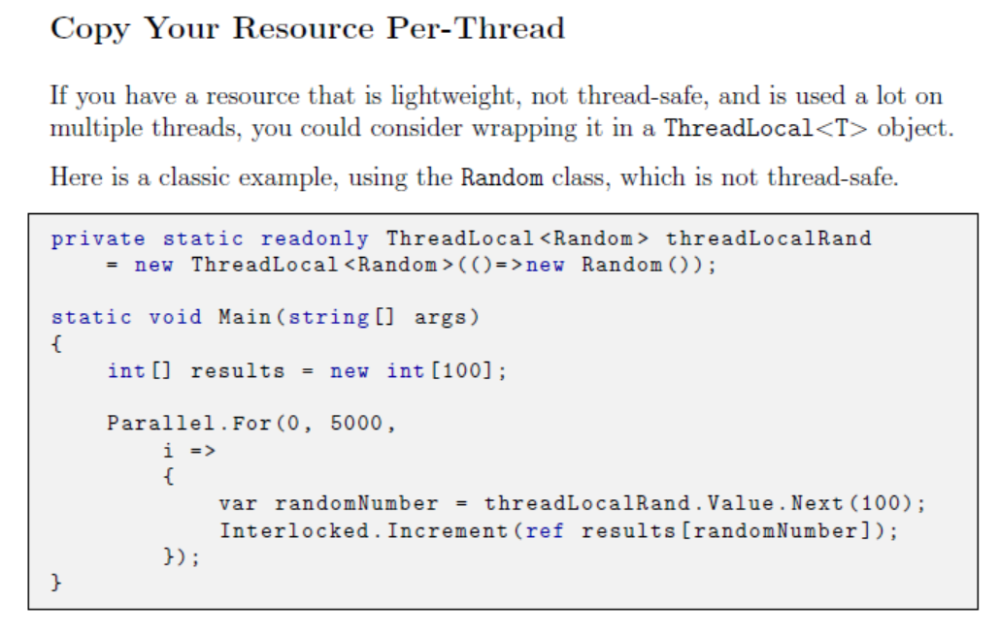 Copy Your Resource Per-Thread
If you have a resource that is lightweight, not thread-safe, and is used a lot on
multiple threads, you could consider wrapping it in a ThreadLocal<T> object.
Here is a classic example, using the Random class, which is not thread-safe.
private static readonly ThreadLocal<Random> threadLocalRand
    = new ThreadLocal<Random>(()=>new Random());
static void Main(string[] args)
{
    int[] results = new int[100];
    Parallel.For(0, 5000,
        i =>
        {
            var randomNumber = threadLocalRand.Value.Next(100);
            Interlocked.Increment(ref results[randomNumber]);
        });
}